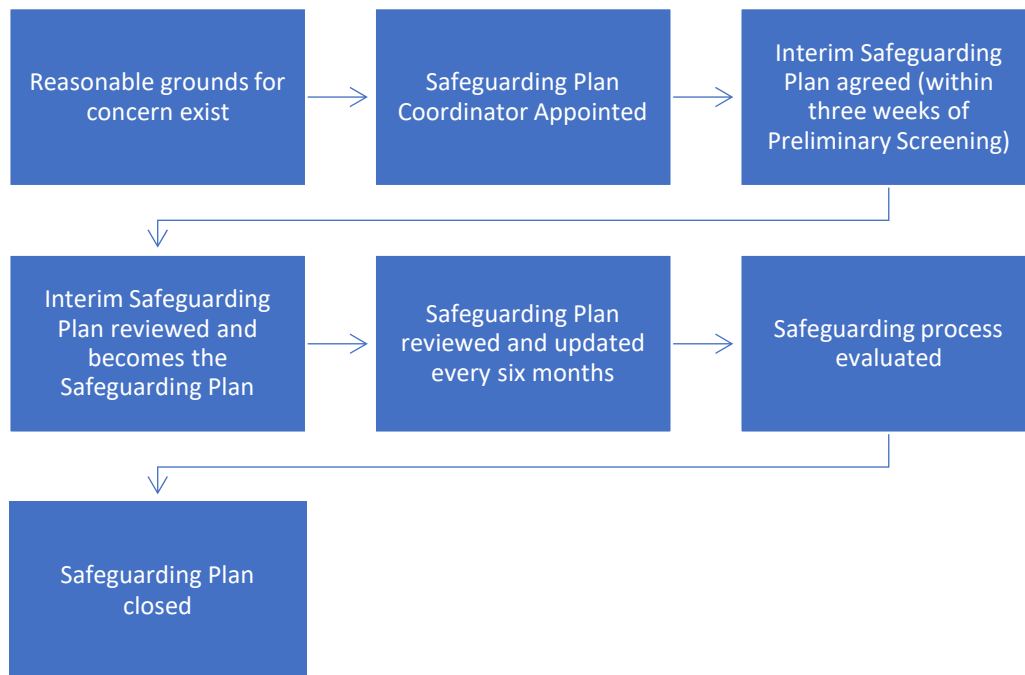 Reasonable grounds for
concern exist
Safeguarding Plan
Coordinator Appointed
Interim Safeguarding
Plan agreed (within
three weeks of
Preliminary Screening)
Interim Safeguarding
Plan reviewed and
becomes the
Safeguarding Plan
Safeguarding Plan
reviewed and updated
every six months
Safeguarding process
evaluated
Safeguarding Plan
closed